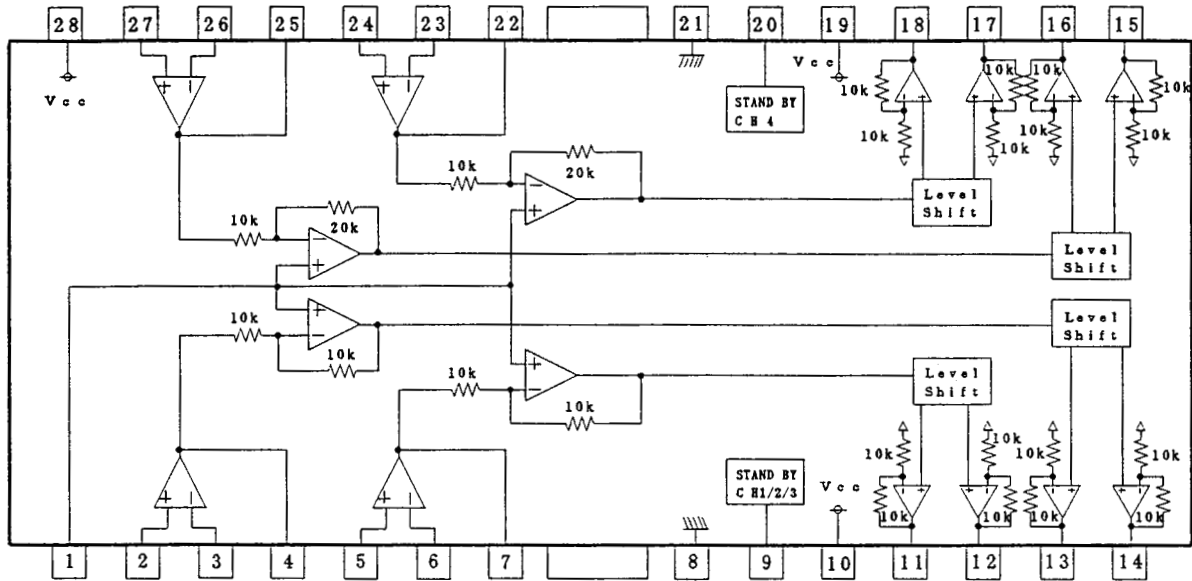 28 27 26 25 24 23 22 21 20 19 18 17 16 15
Vcc
+ −
+ −
STAND BY
CH 4
Vcc
10k
10k
10k
10k
10k
10k
10k
10k
10k
20k
−
+
Level
Shift
10k
20k
−
+
Level
Shift
+
−
10k
10k
Level
Shift
+
−
10k
10k
Level
Shift
+ −
+ −
STAND BY
CH1/2/3
Vcc
10k
10k
10k
10k
10k
10k
10k
10k
1 2 3 4 5 6 7 8 9 10 11 12 13 14